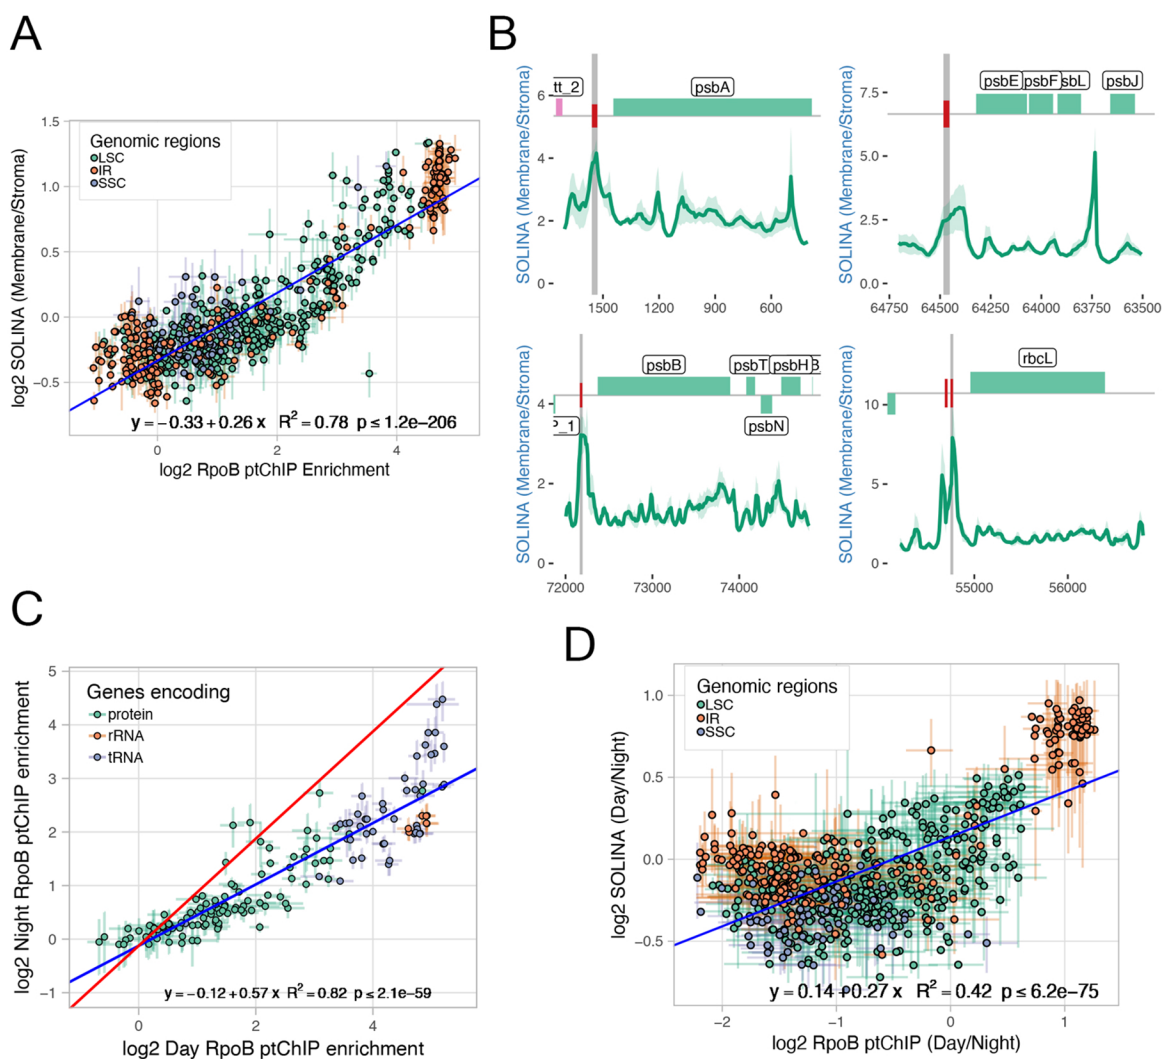 A
B
Genomic regions
LSC
IR
SSC
1.5
1.0
0.5
0.0
−0.5
log2 SOLINA (Membrane/Stroma)
y = −0.33 + 0.26 x R² = 0.78 p ≤ 1.2e−206
0 2 4
log2 RpoB ptChIP Enrichment
tt_2
psbA
SOLINA (Membrane/Stroma)
6
4
2
0
1500 1200 900 600
psbE psbF sbL psbJ
SOLINA (Membrane/Stroma)
7.5
5.0
2.5
0.0
64750 64500 64250 64000 63750 63500
psbB psbT psbH 3
_1
psbN
SOLINA (Membrane/Stroma)
4
2
0
72000 73000 74000
rbcL
SOLINA (Membrane/Stroma)
10
5
0
55000 56000
C
Genes encoding
protein
rRNA
tRNA
5
4
3
2
1
0
−1
log2 Night RpoB ptChIP enrichment
y = −0.12 + 0.57 x R² = 0.82 p ≤ 2.1e−59
0 2 4
log2 Day RpoB ptChIP enrichment
D
Genomic regions
LSC
IR
SSC
1.0
0.5
0.0
−0.5
log2 SOLINA (Day/Night)
y = 0.14 + 0.27 x R² = 0.42 p ≤ 6.2e−75
−2 −1 0 1
log2 RpoB ptChIP (Day/Night)